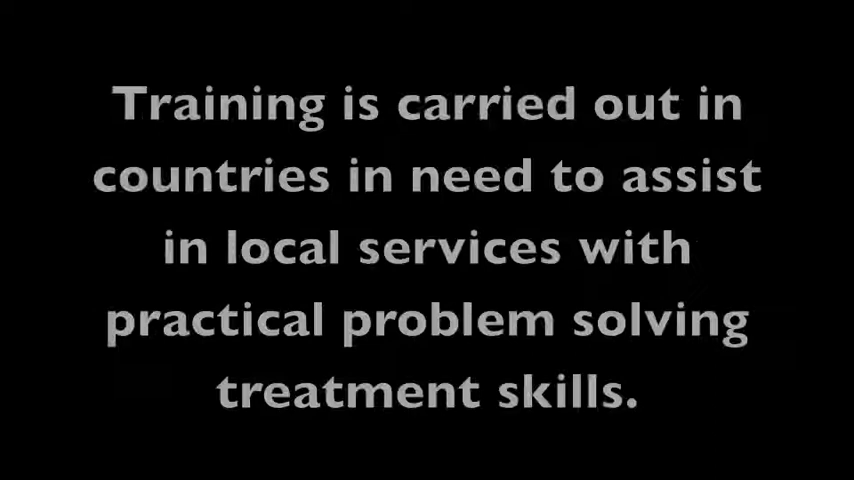 Training is carried out in
countries in need to assist
in local services with
practical problem solving
treatment skills.